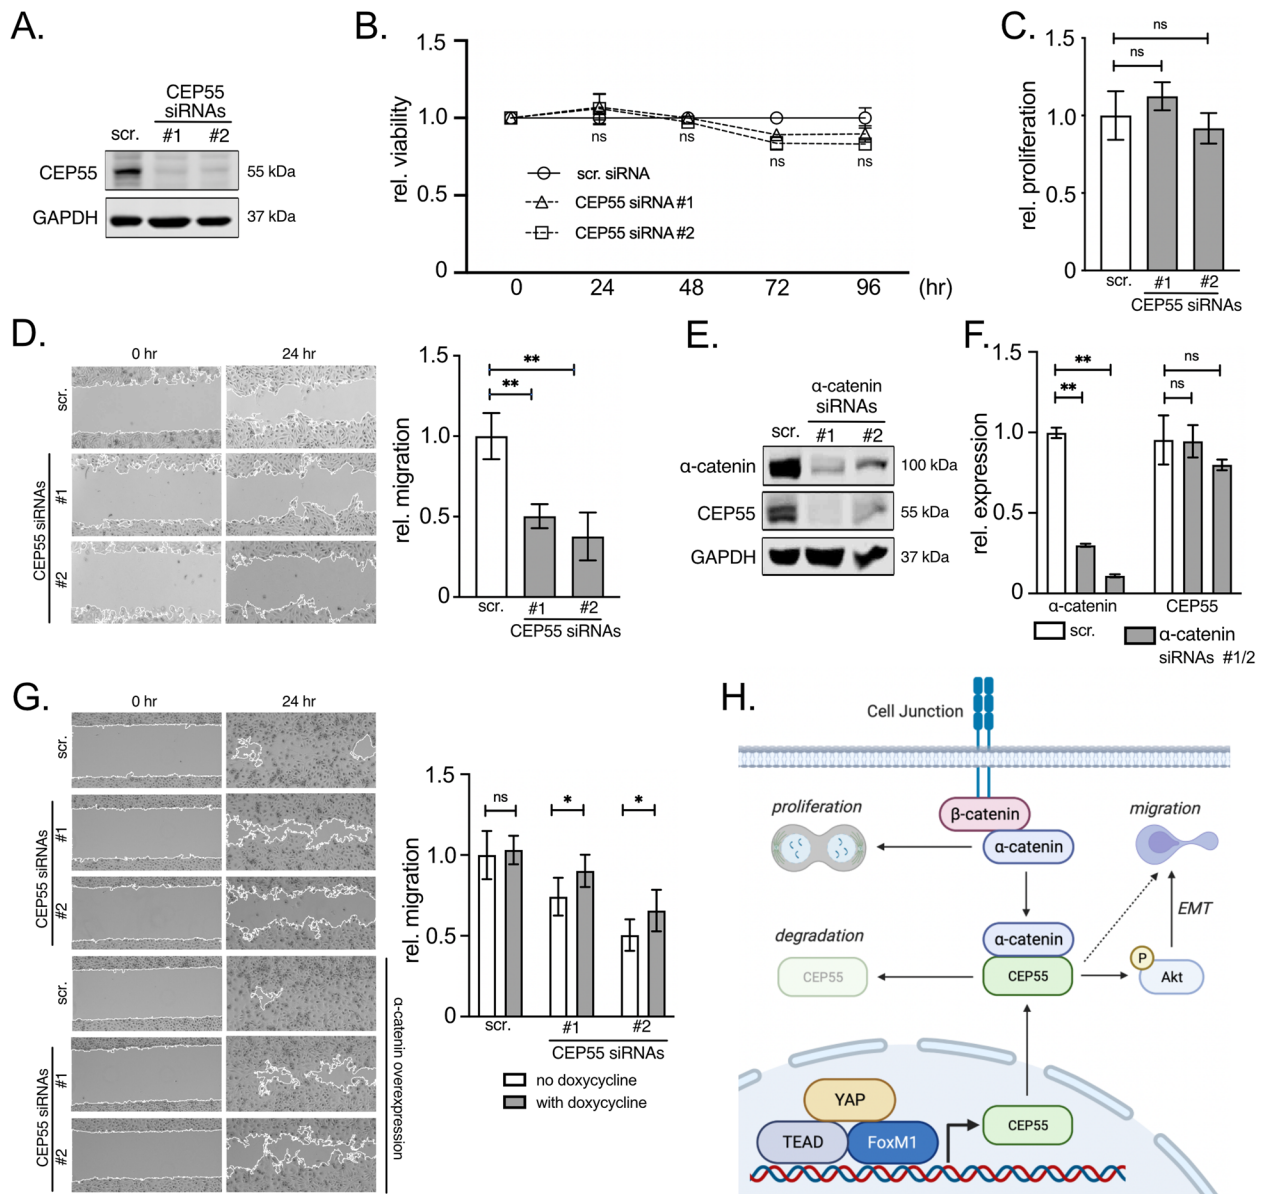 A.
CEP55
siRNAs
scr. #1 #2
CEP55 55 kDa
GAPDH 37 kDa
B.
rel. viability
1.5
1.0
0.5
0
ns ns ns
scr. siRNA
CEP55 siRNA #1
CEP55 siRNA #2
0 24 48 72 96 (hr)
C.
rel. proliferation
1.5
1.0
0.5
0
ns
ns
scr. #1 #2
CEP55 siRNAs
D.
0 hr 24 hr
scr.
CEP55 siRNAs
#1
#2
rel. migration
1.5
1.0
0.5
0
**
**
scr. #1 #2
CEP55 siRNAs
E.
α-catenin
siRNAs
scr. #1 #2
α-catenin 100 kDa
CEP55 55 kDa
GAPDH 37 kDa
F.
rel. expression
1.5
1.0
0.5
0
**
**
ns
ns
α-catenin CEP55
scr. α-catenin
siRNAs #1/2
G.
0 hr 24 hr
scr.
CEP55 siRNAs
#1
#2
scr.
CEP55 siRNAs
#1
#2
α-catenin overexpression
rel. migration
1.5
1.0
0.5
0
ns * *
scr. #1 #2
CEP55 siRNAs
no doxycycline
with doxycycline
H.
Cell Junction
β-catenin
α-catenin
proliferation
migration
α-catenin
CEP55
EMT
degradation
CEP55
P
Akt
CEP55
YAP
TEAD
FoxM1